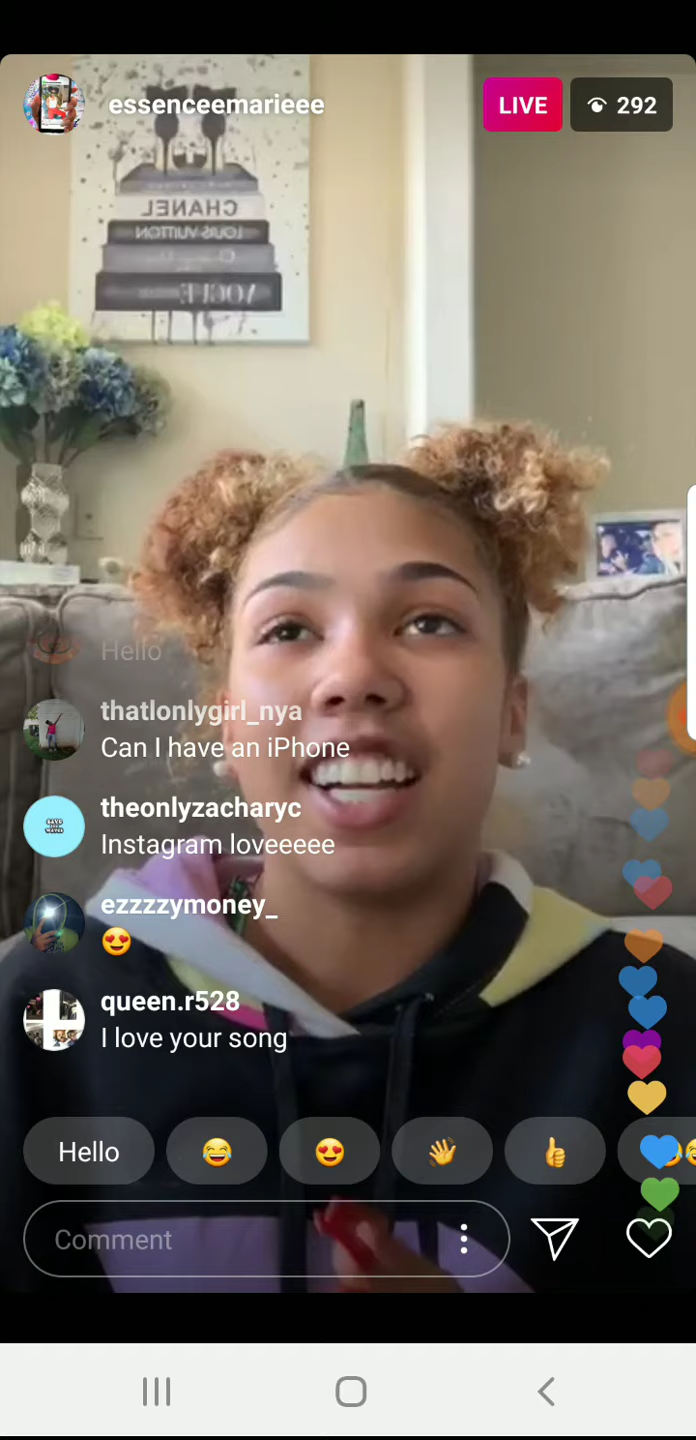 essenceemarieee
LIVE
292
CHANEL
LOUIS VUITTON
VOGUE
Hello
thatlonlygirl_nya
Can I have an iPhone
theonlyzacharyc
Instagram loveeeee
ezzzzymoney_
😍
queen.r528
I love your song
Hello 😂 😍 👋 👍
Comment